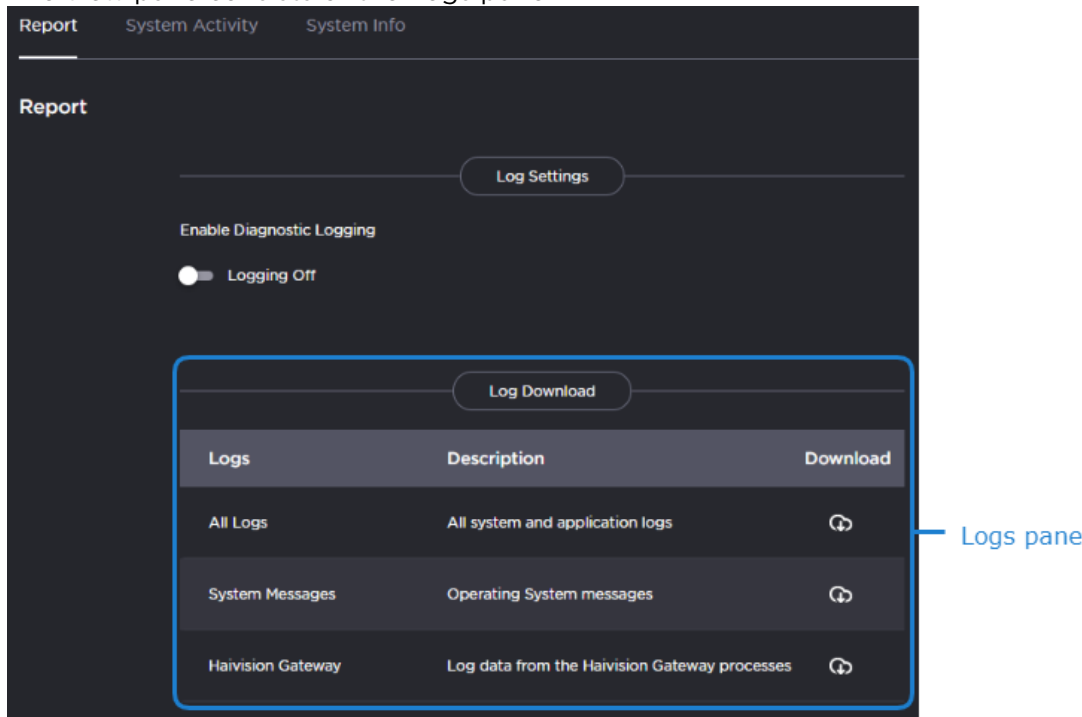 Report System Activity System Info
Report
Log Settings
Enable Diagnostic Logging
Logging Off
Log Download
Logs Description Download
All Logs All system and application logs
System Messages Operating System messages
Haivision Gateway Log data from the Haivision Gateway processes
Logs pane